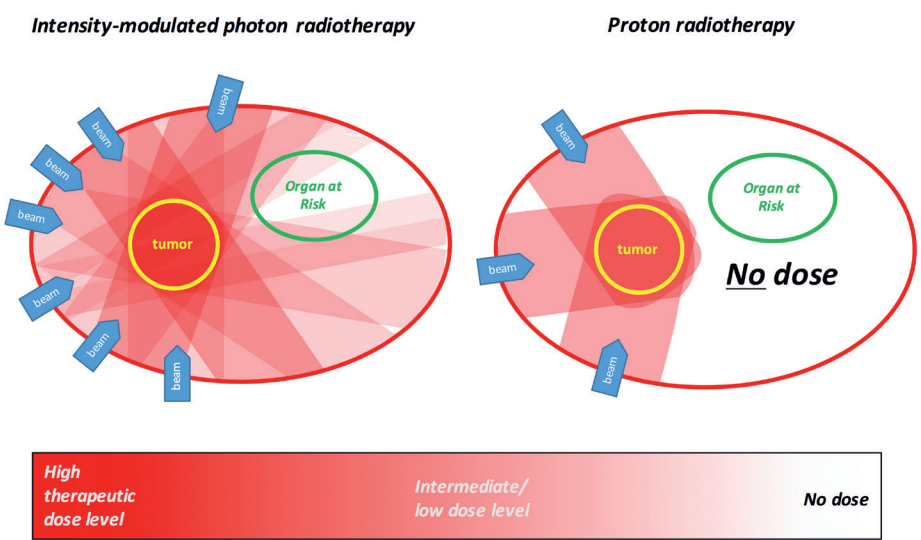 Intensity-modulated photon radiotherapy
Proton radiotherapy
beam
beam
beam
beam
beam
beam
beam
Organ at
Risk
tumor
beam
beam
beam
Organ at
Risk
tumor
No dose
High
therapeutic
dose level
Intermediate/
low dose level
No dose